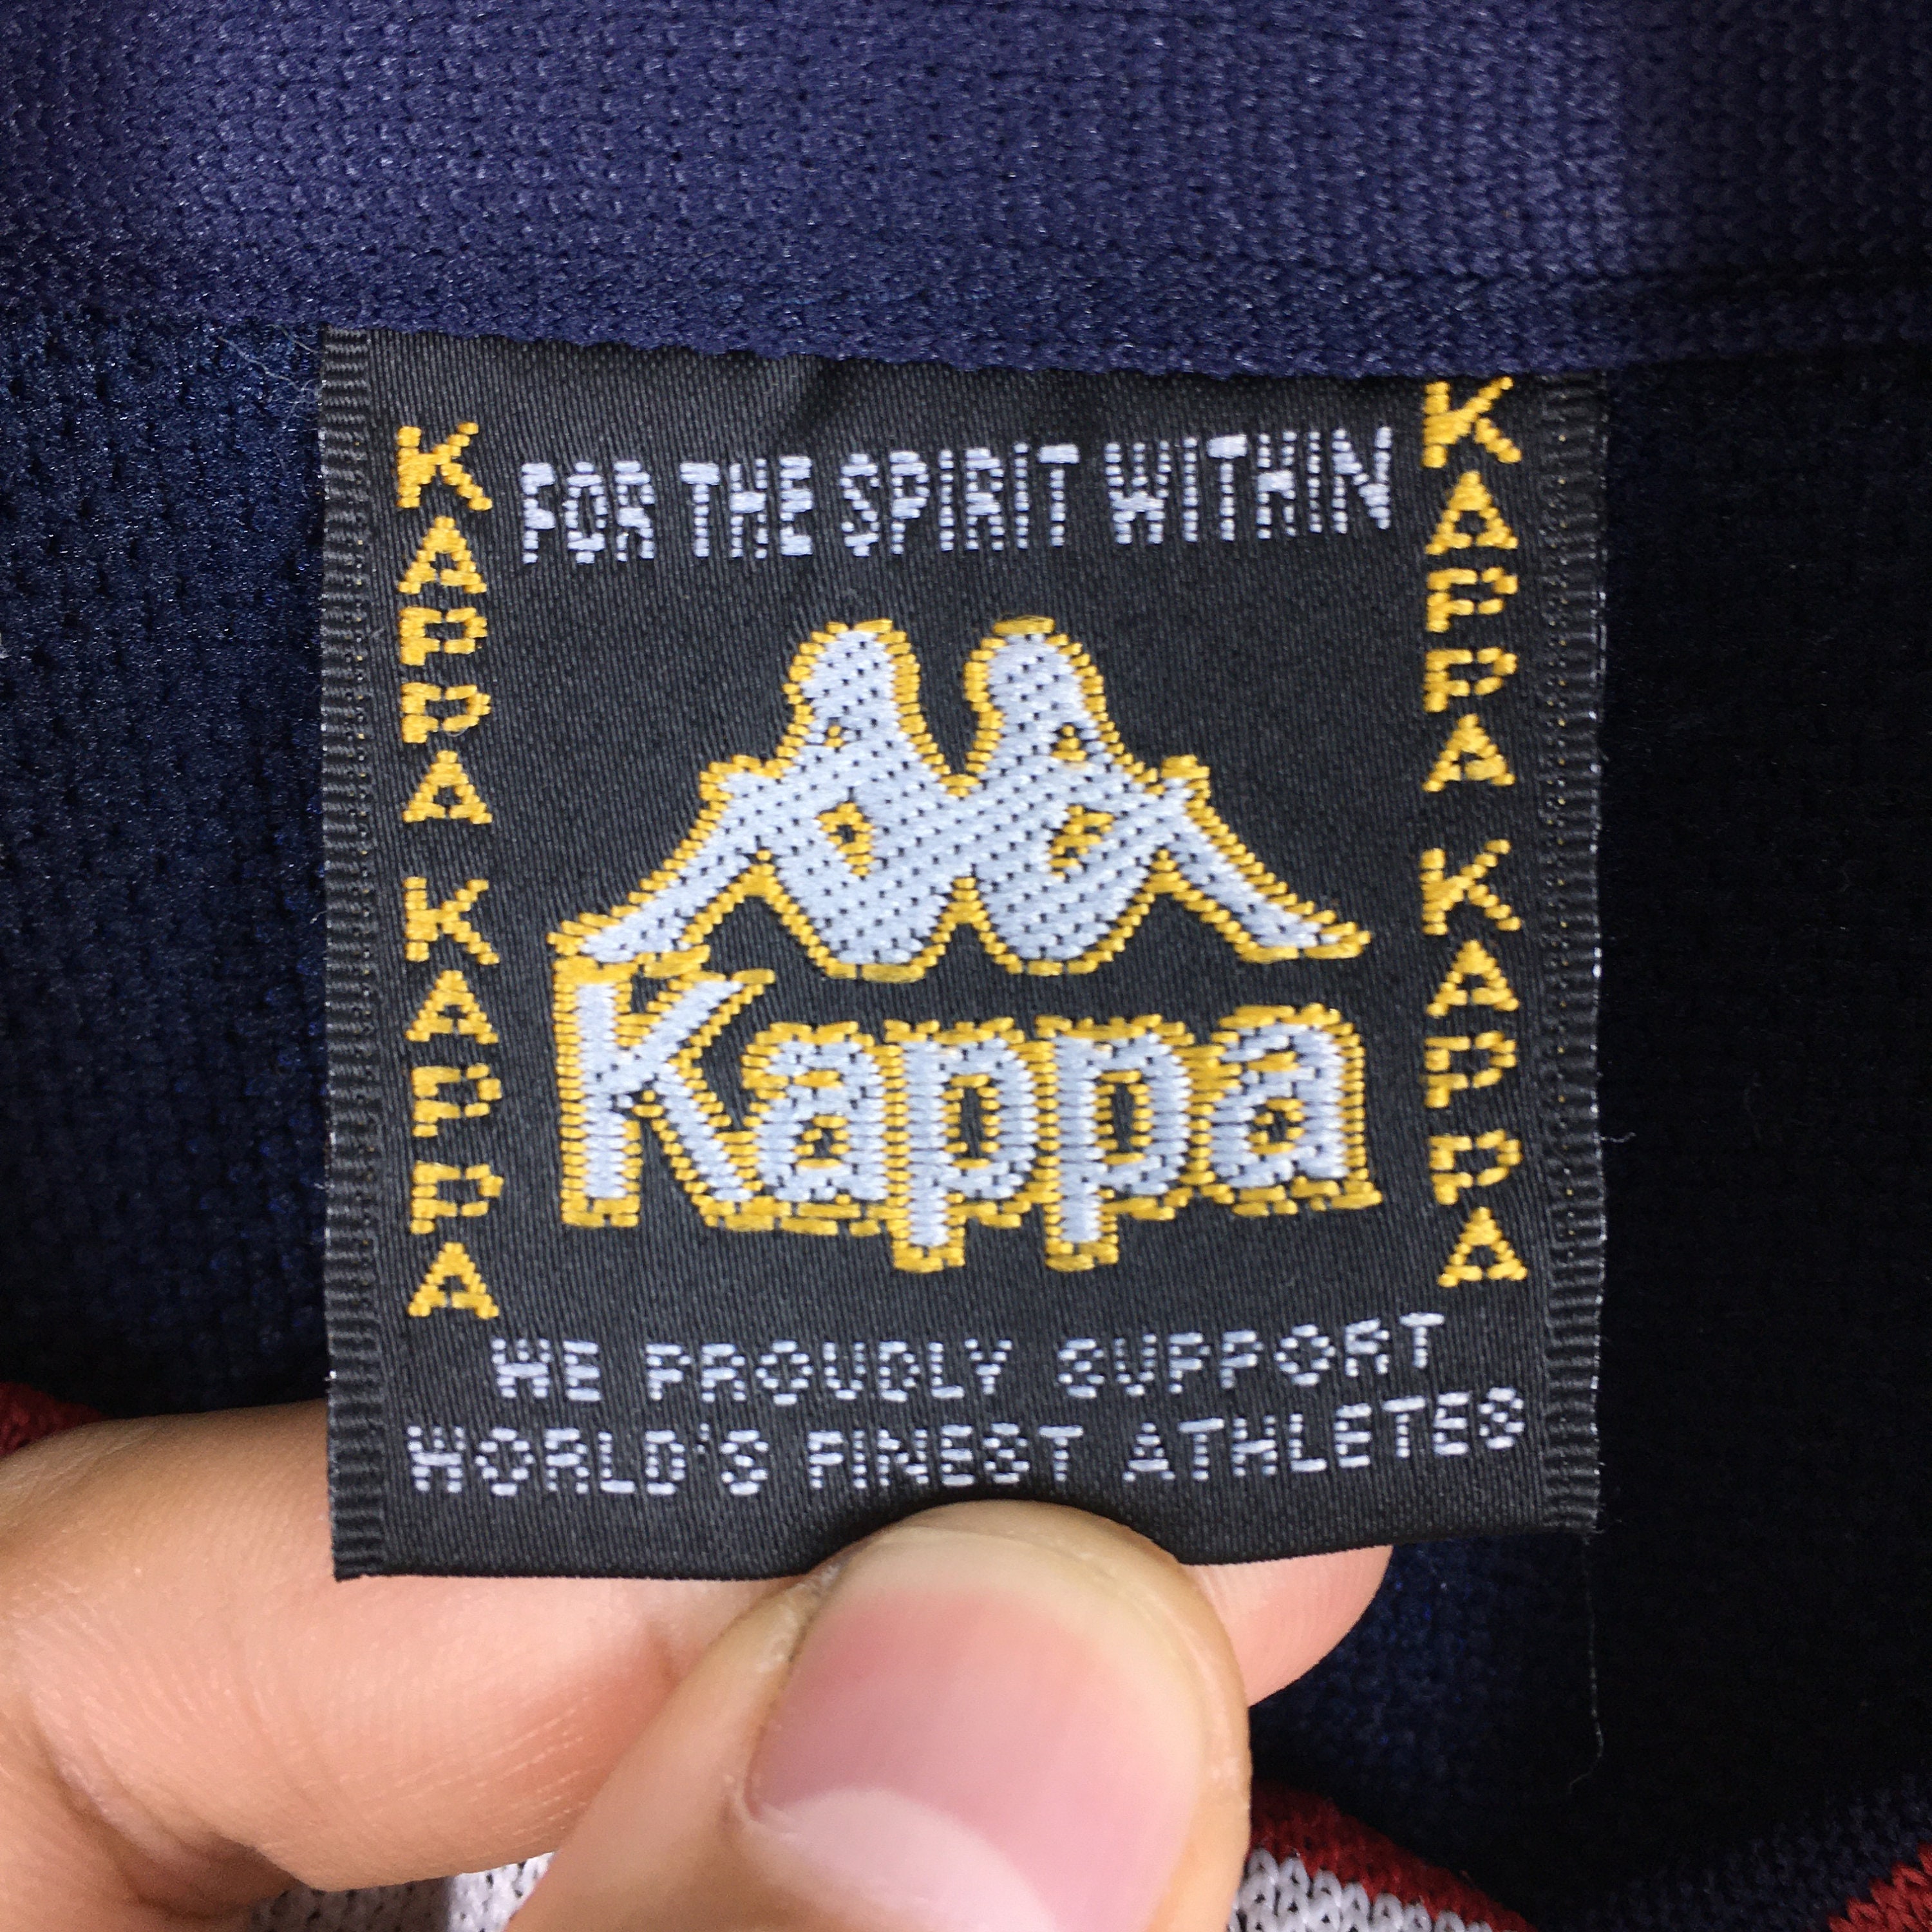 KAPPA KAPPA
FOR THE SPIRIT WITHIN
Kappa
WE PROUDLY SUPPORT
WORLD'S FINEST ATHLETES
KAPPA KAPPA